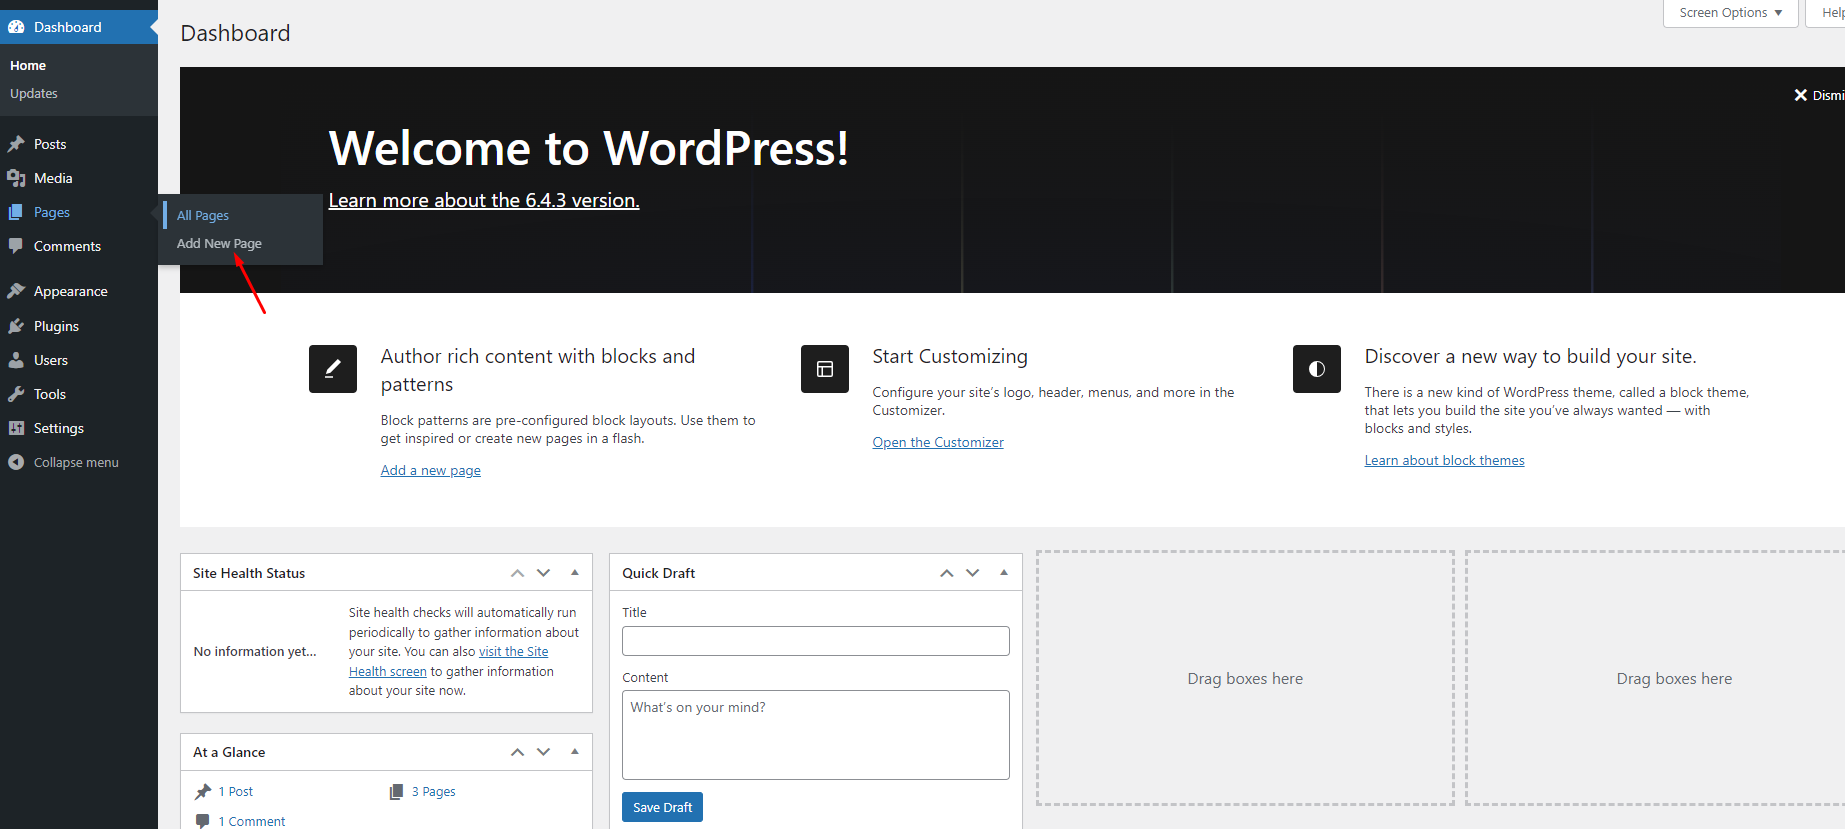 Dashboard
Home
Updates
Posts
Media
Pages
Comments
Appearance
Plugins
Users
Tools
Settings
Collapse menu
All Pages
Add New Page
Screen Options ▼
Help
Dashboard
Dismi
Welcome to WordPress!
Learn more about the 6.4.3 version.
Author rich content with blocks and
patterns
Block patterns are pre-configured block layouts. Use them to
get inspired or create new pages in a flash.
Add a new page
Start Customizing
Configure your site’s logo, header, menus, and more in the
Customizer.
Open the Customizer
Discover a new way to build your site.
There is a new kind of WordPress theme, called a block theme,
that lets you build the site you’ve always wanted — with
blocks and styles.
Learn about block themes
Site Health Status
No information yet…
Site health checks will automatically run
periodically to gather information about
your site. You can also visit the Site
Health screen to gather information
about your site now.
At a Glance
1 Post
3 Pages
1 Comment
Quick Draft
Title
Content
What’s on your mind?
Save Draft
Drag boxes here
Drag boxes here